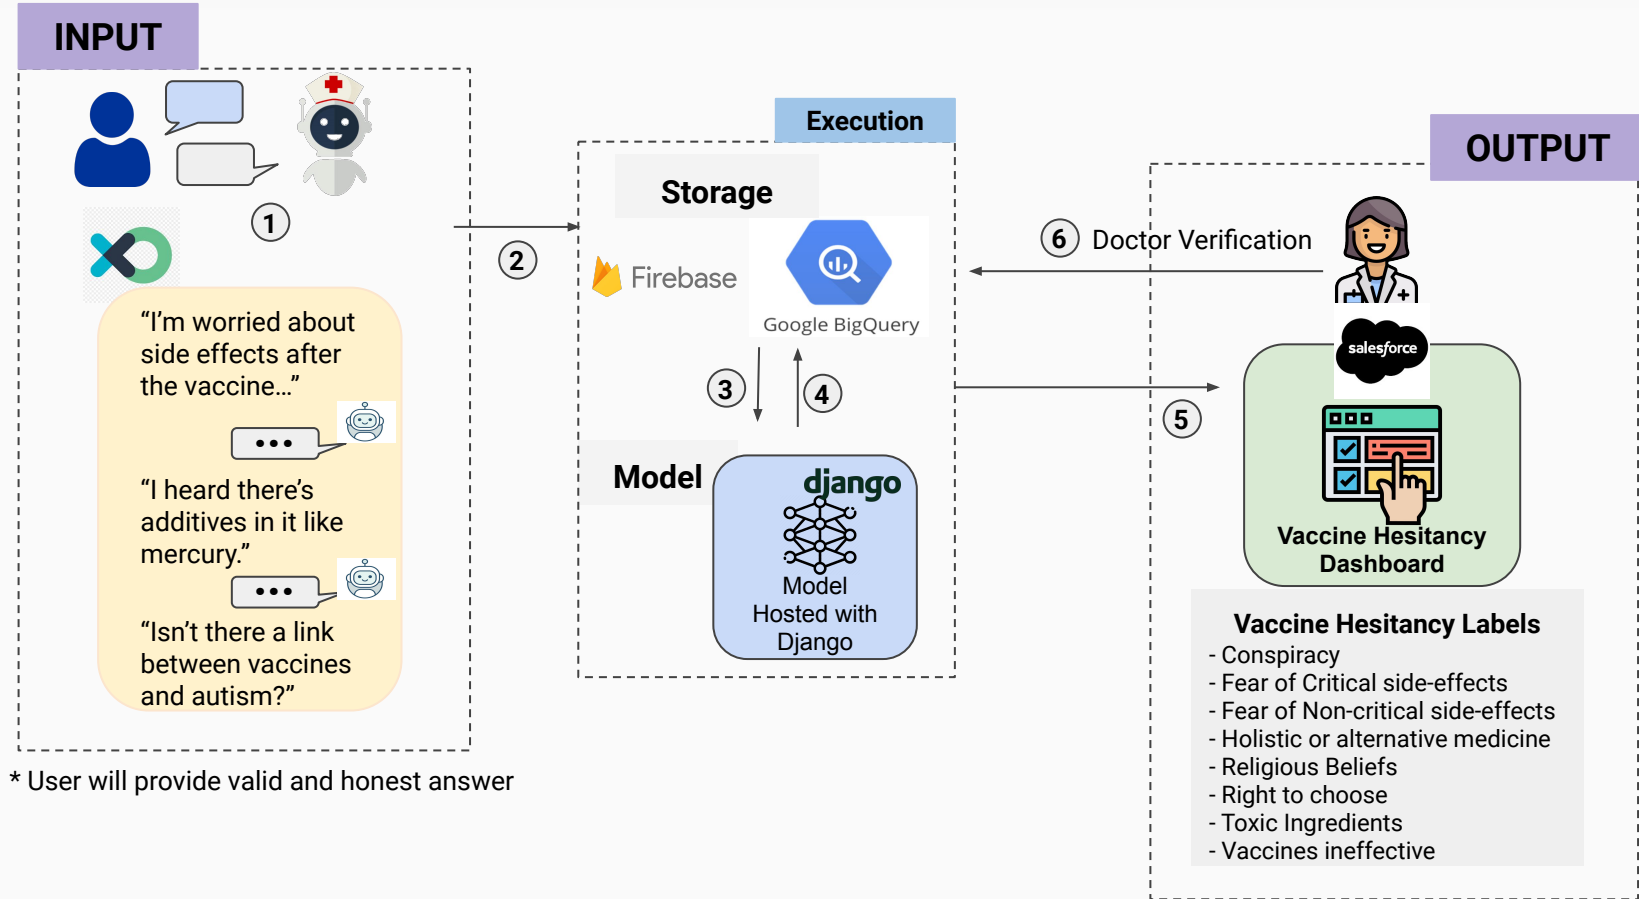 INPUT
1
“I’m worried about
side effects after
the vaccine...”
“I heard there’s
additives in it like
mercury.”
“Isn’t there a link
between vaccines
and autism?”
* User will provide valid and honest answer
2
Execution
Storage
Firebase
Google BigQuery
3
4
Model
django
Model
Hosted with
Django
5
OUTPUT
6 Doctor Verification
salesforce
Vaccine Hesitancy
Dashboard
Vaccine Hesitancy Labels
- Conspiracy
- Fear of Critical side-effects
- Fear of Non-critical side-effects
- Holistic or alternative medicine
- Religious Beliefs
- Right to choose
- Toxic Ingredients
- Vaccines ineffective